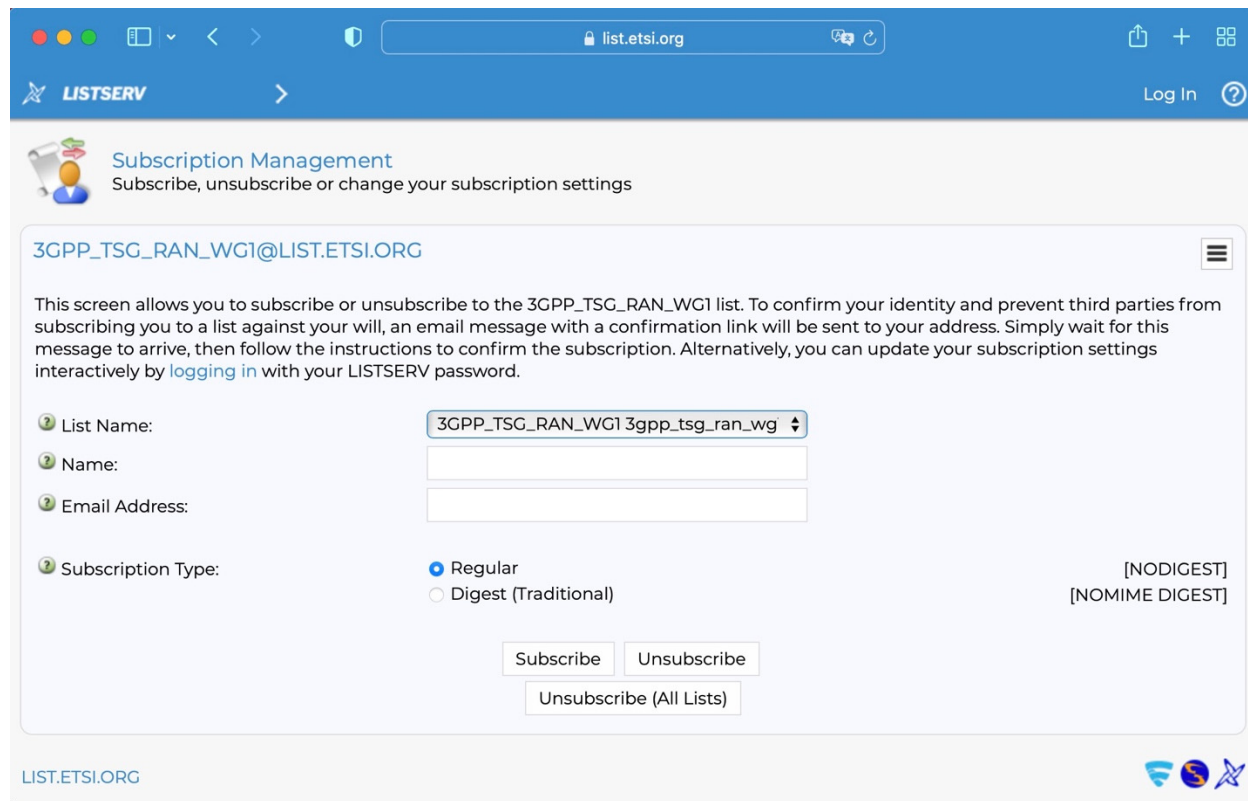 list.etsi.org
LISTSERV
Log In
Subscription Management
Subscribe, unsubscribe or change your subscription settings
3GPP_TSG_RAN_WG1@LIST.ETSI.ORG
This screen allows you to subscribe or unsubscribe to the 3GPP_TSG_RAN_WG1 list. To confirm your identity and prevent third parties from
subscribing you to a list against your will, an email message with a confirmation link will be sent to your address. Simply wait for this
message to arrive, then follow the instructions to confirm the subscription. Alternatively, you can update your subscription settings
interactively by logging in with your LISTSERV password.
List Name: 3GPP_TSG_RAN_WG1 3gpp_tsg_ran_wg
Name:
Email Address:
Subscription Type: Regular [NODIGEST]
Digest (Traditional) [NOMIME DIGEST]
Subscribe Unsubscribe
Unsubscribe (All Lists)
LIST.ETSI.ORG